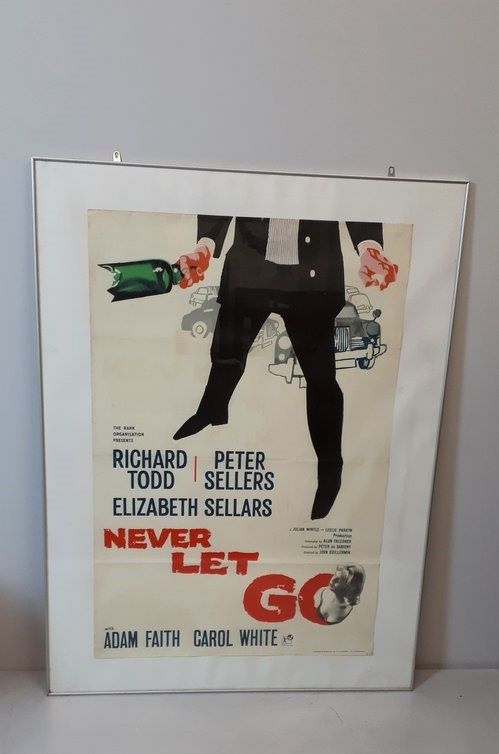 THE RANK
ORGANISATION
PRESENTS
RICHARD TODD
PETER SELLERS
ELIZABETH SELLARS
A JULIAN WINTLE - LESLIE PARKYN
Production
Screenplay by ALUN FALCONER
Produced by PETER de SARIGNY
Directed by JOHN GUILLERMIN
NEVER
LET
GO
with
ADAM FAITH CAROL WHITE